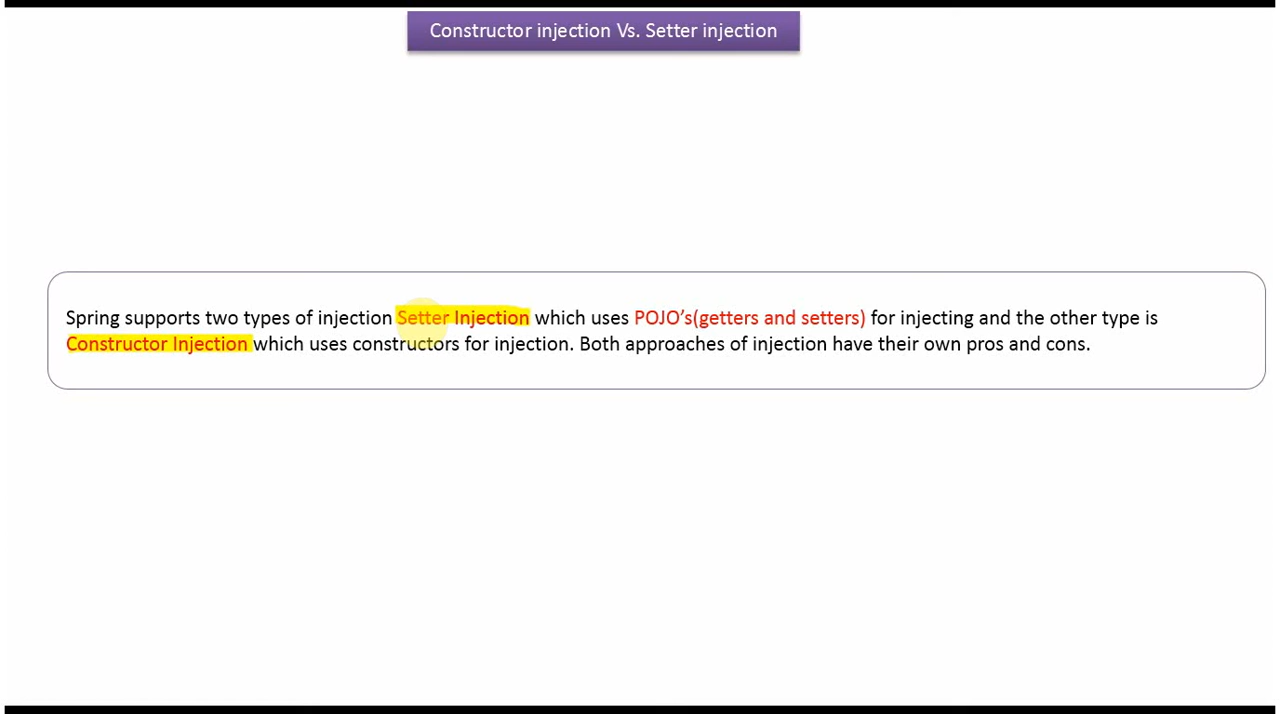 Constructor injection Vs. Setter injection
Spring supports two types of injection Setter Injection which uses POJO’s(getters and setters) for injecting and the other type is
Constructor Injection which uses constructors for injection. Both approaches of injection have their own pros and cons.